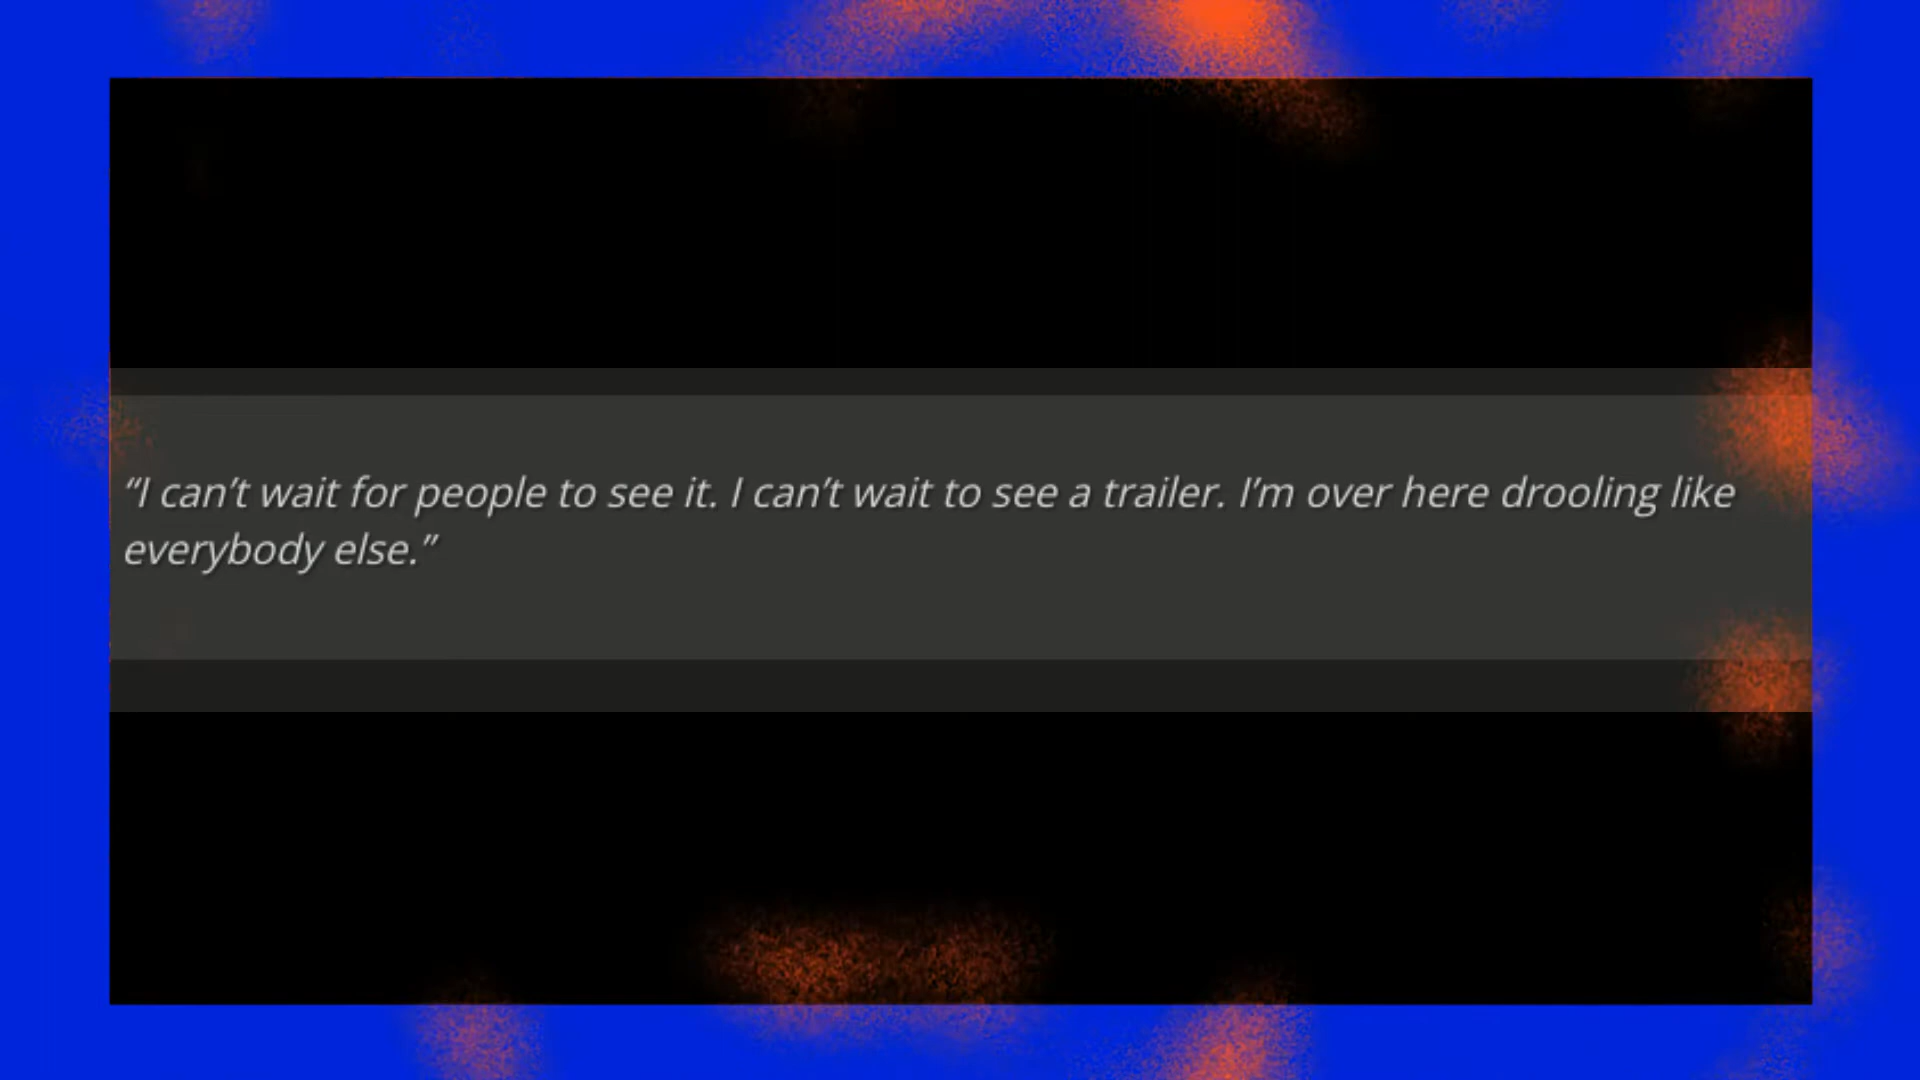 “I can’t wait for people to see it. I can’t wait to see a trailer. I’m over here drooling like
everybody else.”